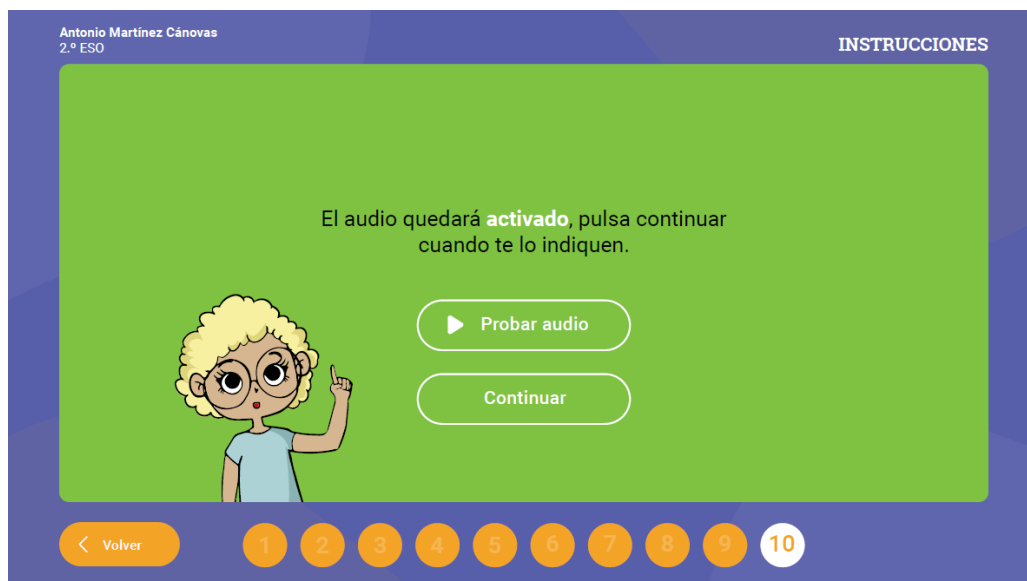 Antonio Martínez Cánovas
2.º ESO
INSTRUCCIONES
El audio quedará activado, pulsa continuar
cuando te lo indiquen.
Probar audio
Continuar
Volver
1 2 3 4 5 6 7 8 9 10